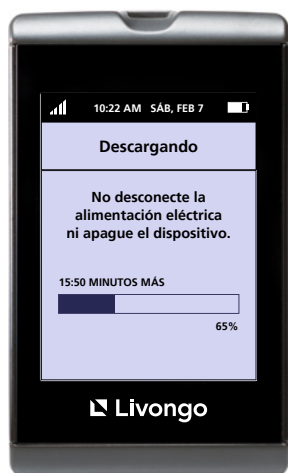 10:22 AM SÁB, FEB 7
Descargando
No desconecte la
alimentación eléctrica
ni apague el dispositivo.
15:50 MINUTOS MÁS
65%
Livongo